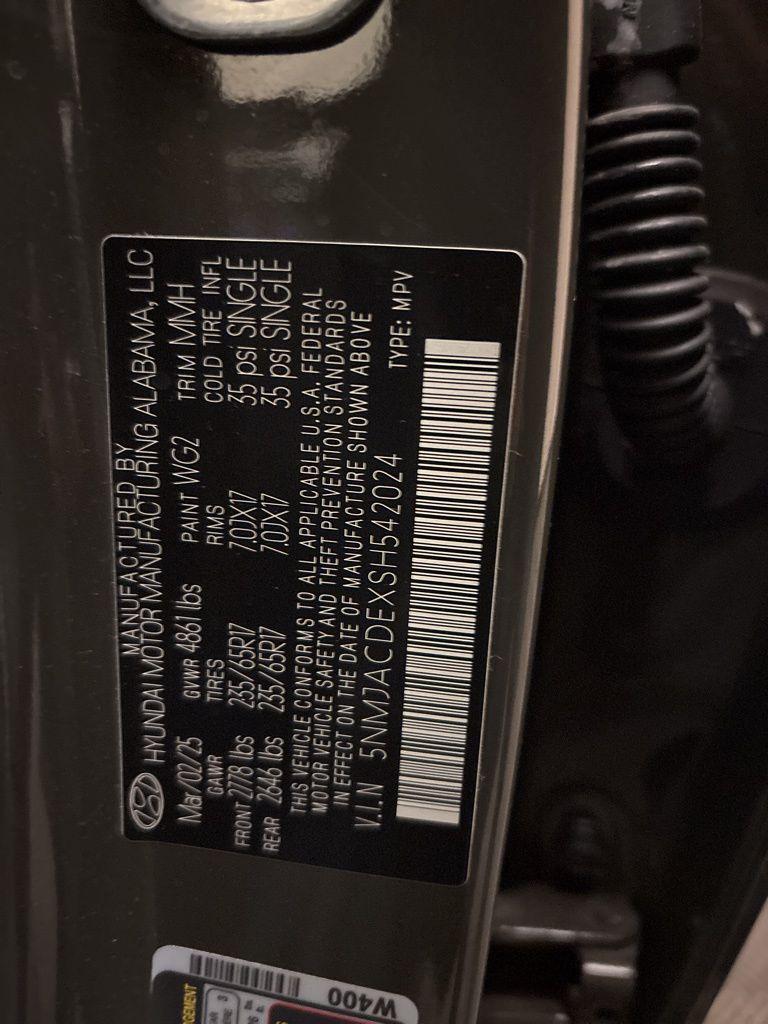 MANUFACTURED BY
HYUNDAI MOTOR MANUFACTURING ALABAMA, LLC
Mar/02/25 GVWR 4861 lbs PAINT WG2 TRIM MMH
GAWR TIRES RIMS COLD TIRE INFL
FRONT 2778 lbs 235/65R17 7.0JX17 35 psi SINGLE
REAR 2646 lbs 235/65R17 7.0JX17 35 psi SINGLE
THIS VEHICLE CONFORMS TO ALL APPLICABLE U.S.A. FEDERAL
MOTOR VEHICLE SAFETY AND THEFT PREVENTION STANDARDS
IN EFFECT ON THE DATE OF MANUFACTURE SHOWN ABOVE
V.I.N 5NMJACDEXSH542024 TYPE: MPV
W400